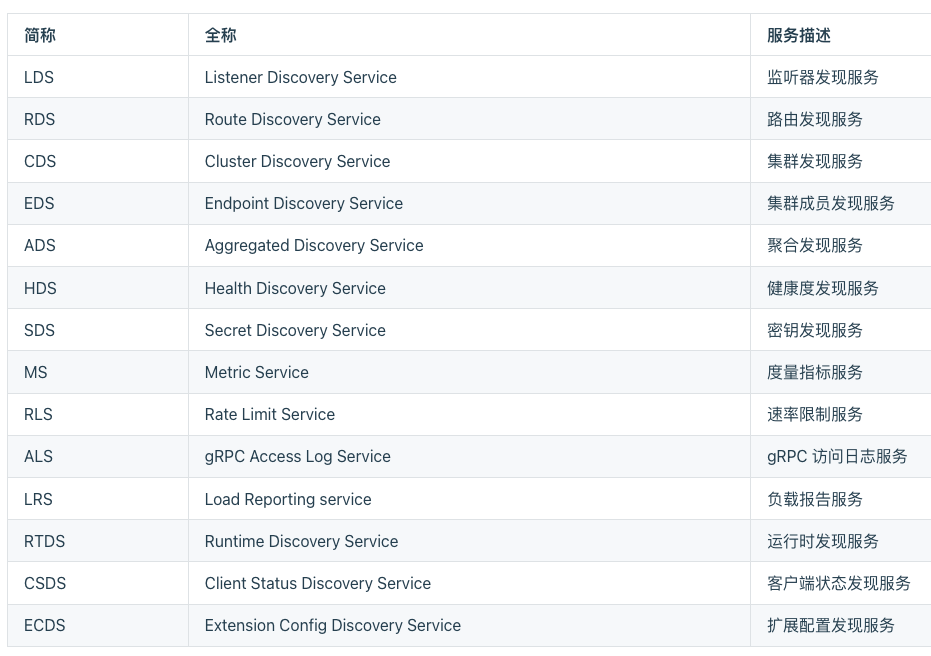 简称 全称 服务描述
LDS Listener Discovery Service 监听器发现服务
RDS Route Discovery Service 路由发现服务
CDS Cluster Discovery Service 集群发现服务
EDS Endpoint Discovery Service 集群成员发现服务
ADS Aggregated Discovery Service 聚合发现服务
HDS Health Discovery Service 健康度发现服务
SDS Secret Discovery Service 密钥发现服务
MS Metric Service 度量指标服务
RLS Rate Limit Service 速率限制服务
ALS gRPC Access Log Service gRPC 访问日志服务
LRS Load Reporting service 负载报告服务
RTDS Runtime Discovery Service 运行时发现服务
CSDS Client Status Discovery Service 客户端状态发现服务
ECDS Extension Config Discovery Service 扩展配置发现服务